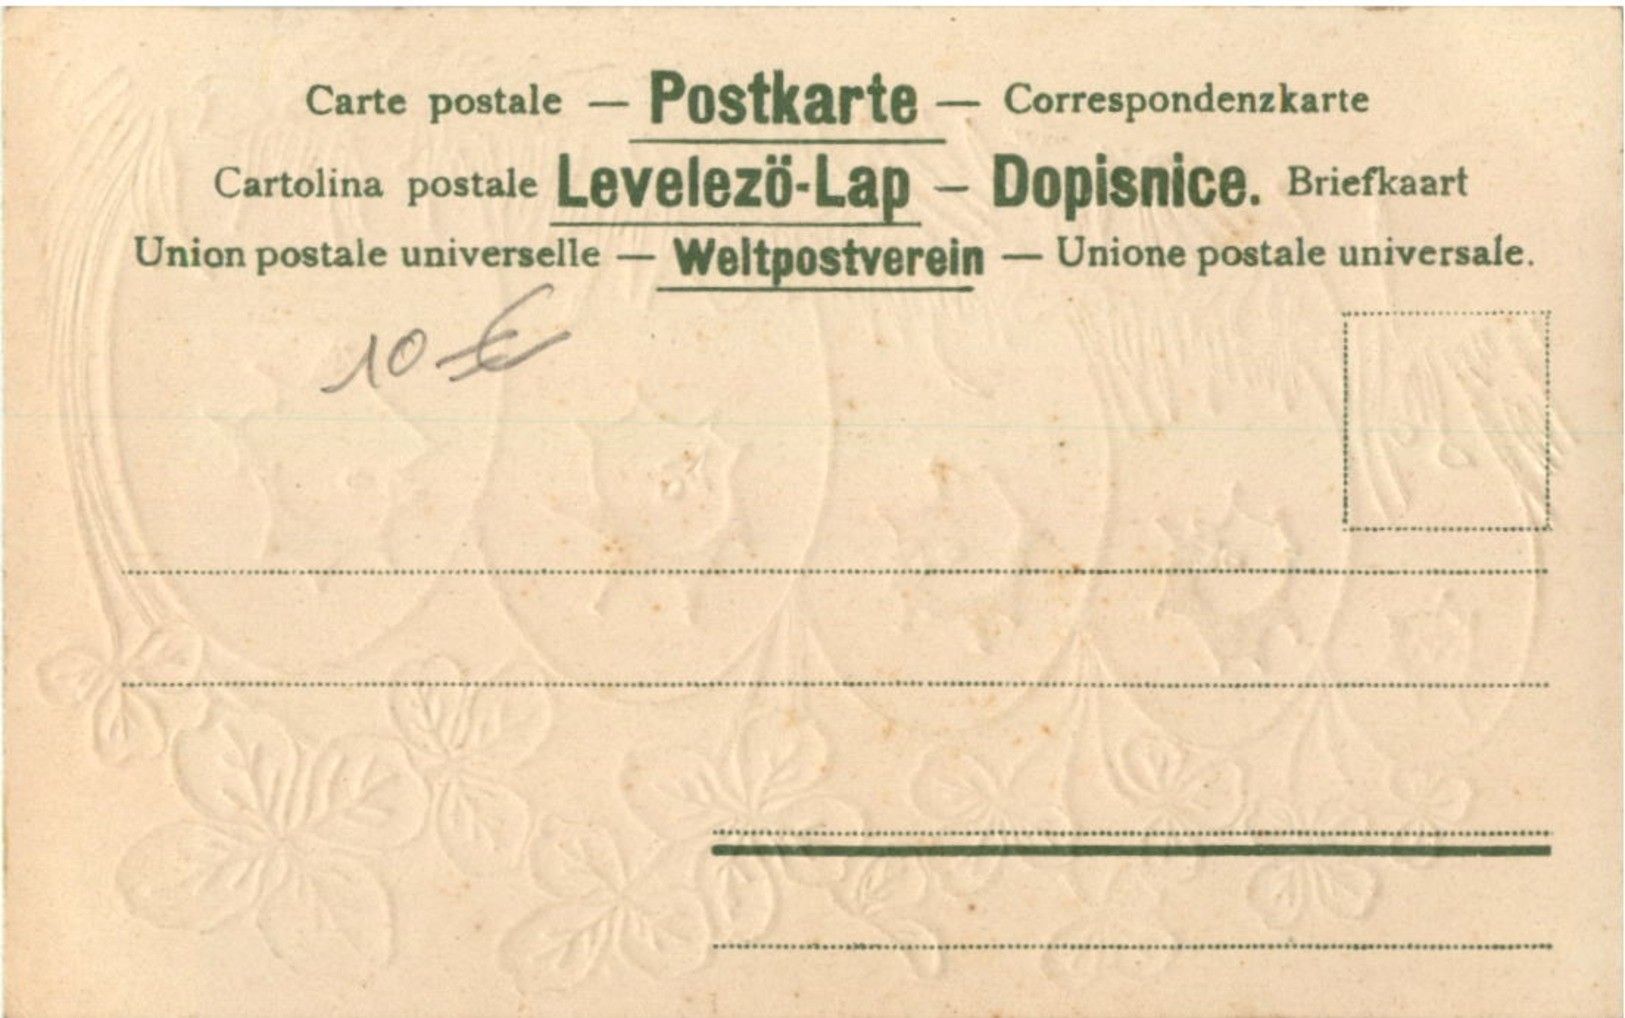 Carte postale — Postkarte — Correspondenzkarte
Cartolina postale Levelezö-Lap — Dopisnice. Briefkaart
Union postale universelle — Weltpostverein — Unione postale universale.
10 €